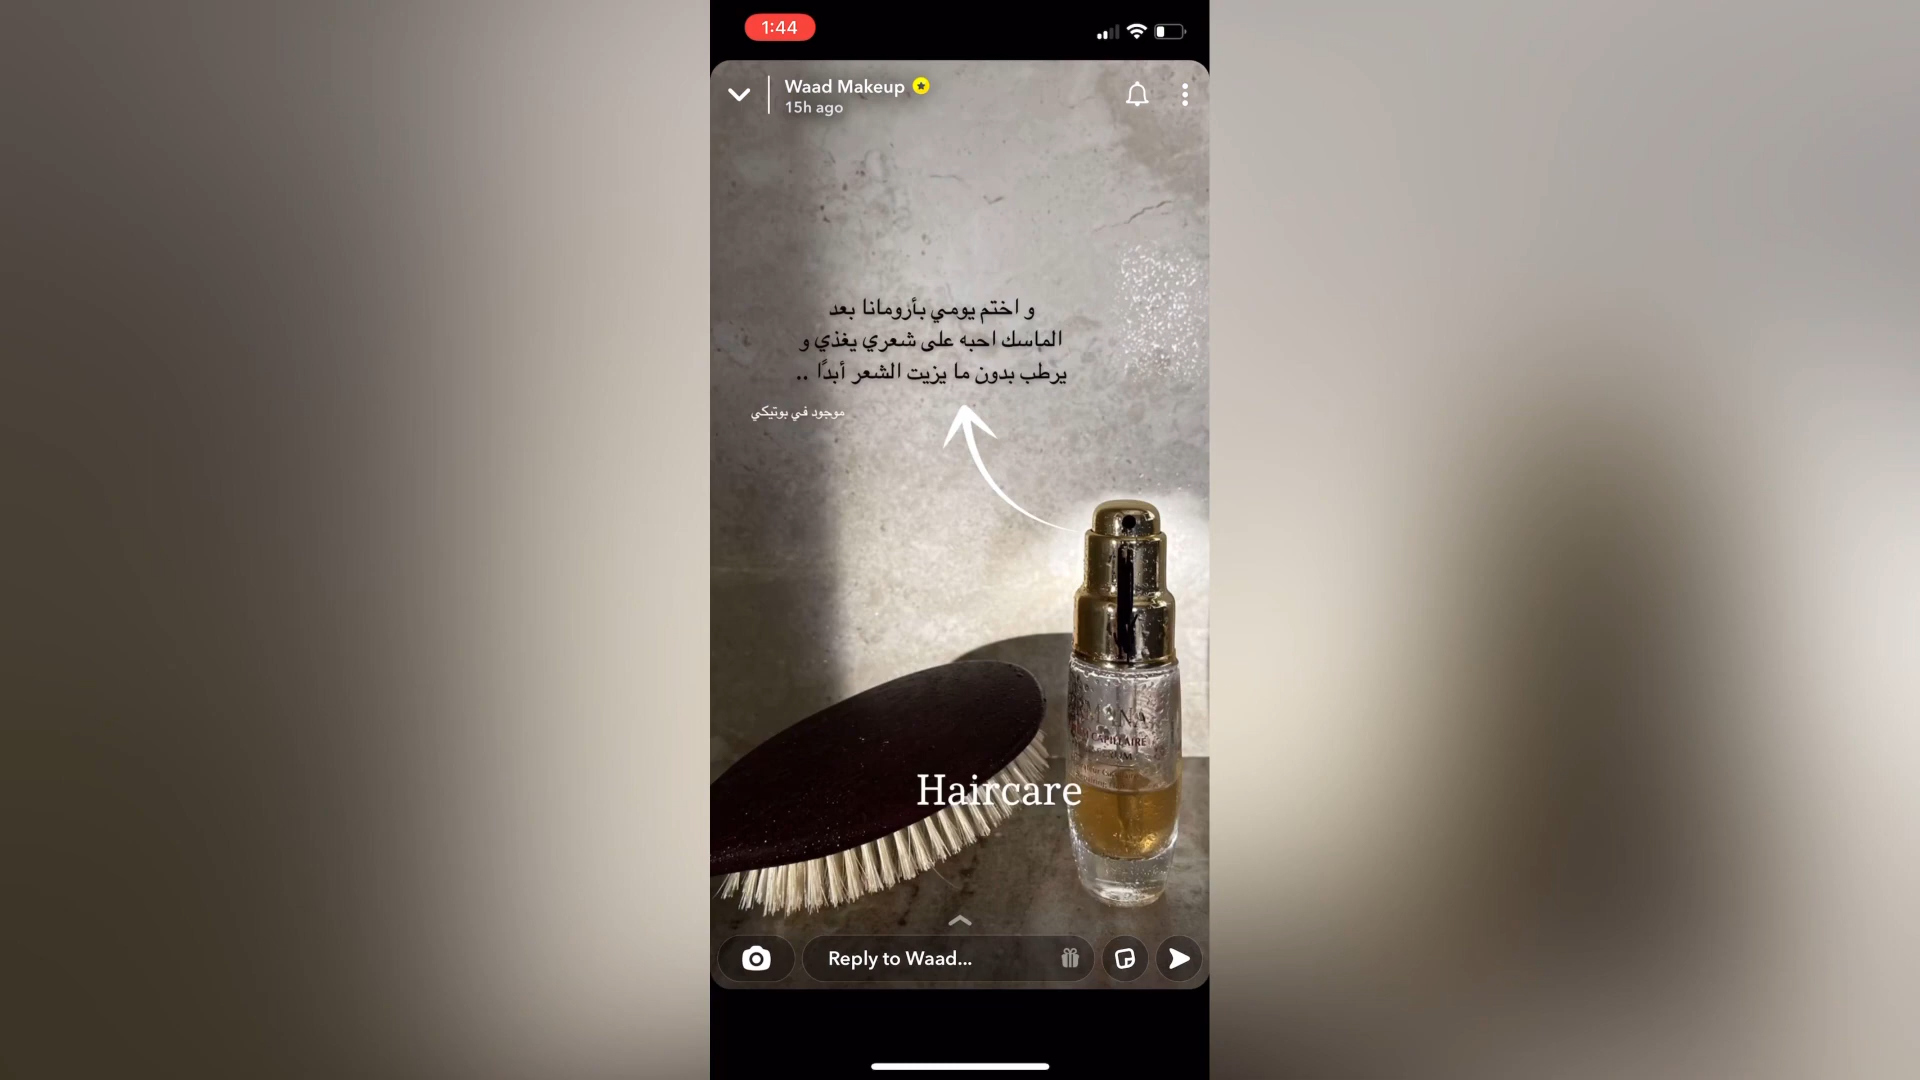 1:44
Waad Makeup
15h ago
و اختم يومي بأرومانا بعد
الماسك احبه على شعري يغذي و
يرطب بدون ما يزيت الشعر أبدًا ..
موجود في بوتيكي
CAPILLAIRE
Haircare
Reply to Waad...